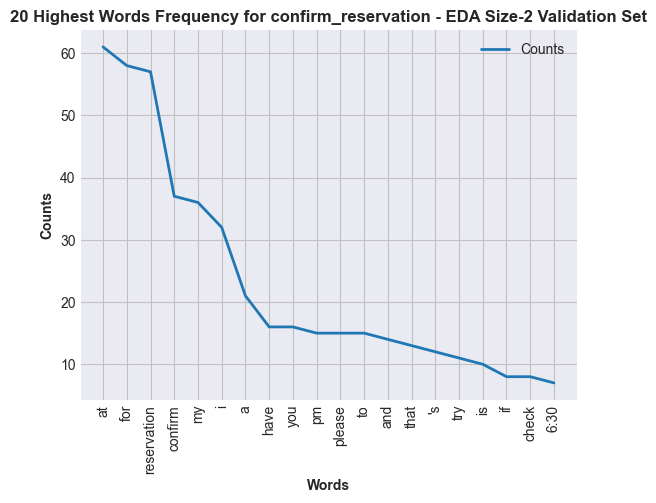 20 Highest Words Frequency for confirm_reservation - EDA Size-2 Validation Set
Counts
60
50
40
30
20
10
Counts
at
for
reservation
confirm
my
i
a
have
you
pm
please
to
and
that
's
try
is
if
check
6:30
Words